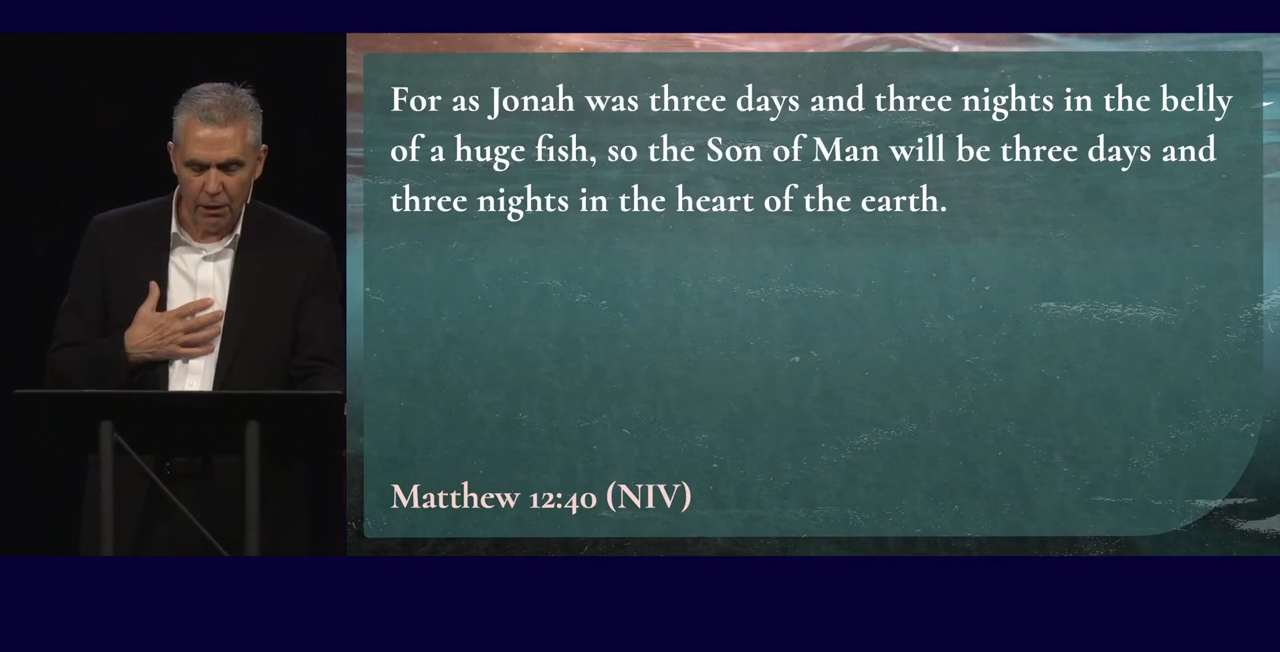 For as Jonah was three days and three nights in the belly
of a huge fish, so the Son of Man will be three days and
three nights in the heart of the earth.
Matthew 12:40 (NIV)